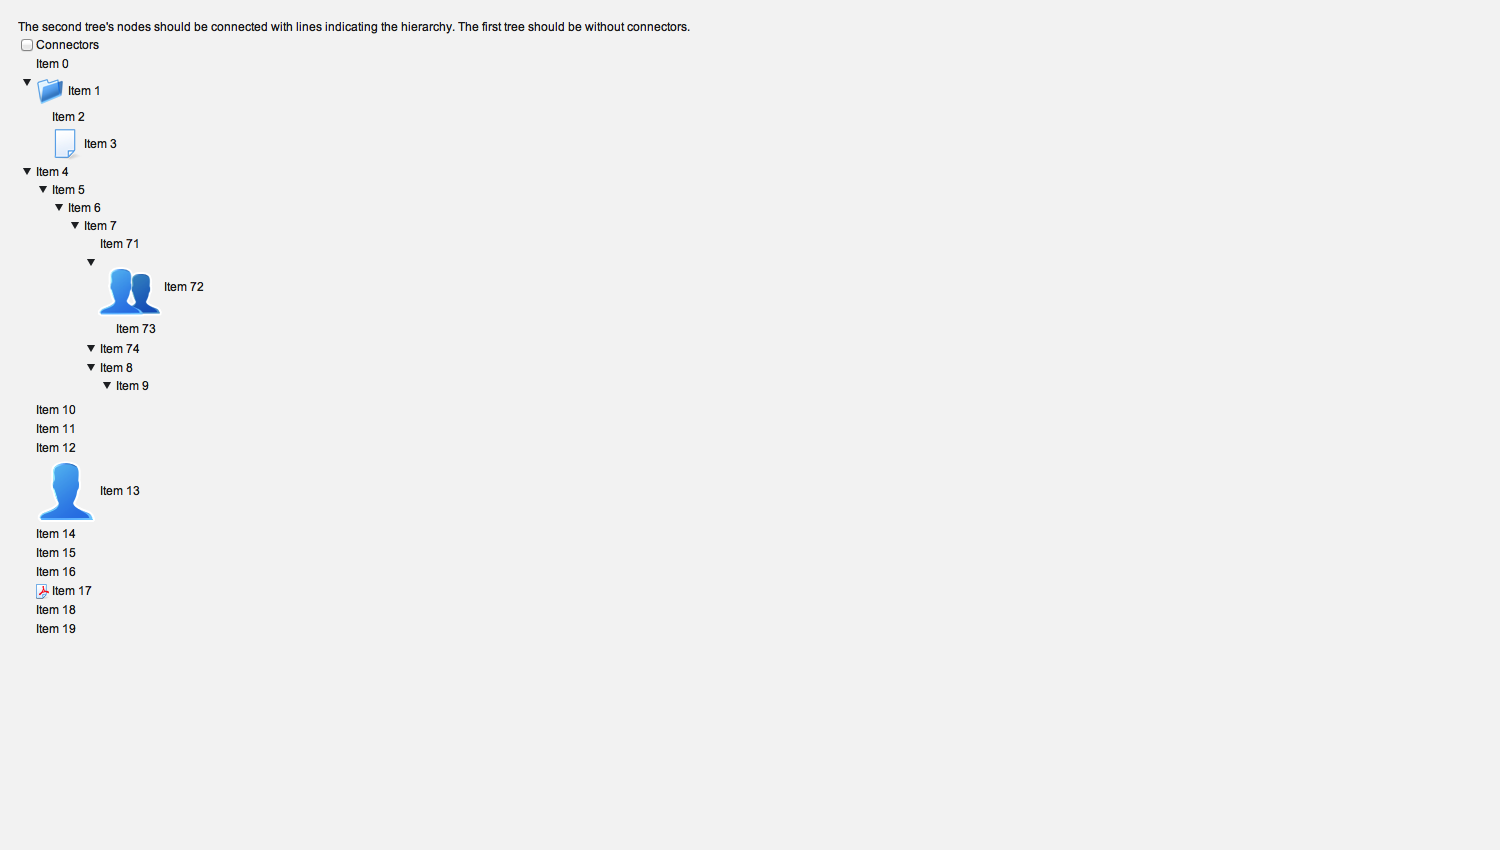 The second tree's nodes should be connected with lines indicating the hierarchy. The first tree should be without connectors.
Connectors
Item 0
Item 1
Item 2
Item 3
Item 4
Item 5
Item 6
Item 7
Item 71
Item 72
Item 73
Item 74
Item 8
Item 9
Item 10
Item 11
Item 12
Item 13
Item 14
Item 15
Item 16
Item 17
Item 18
Item 19